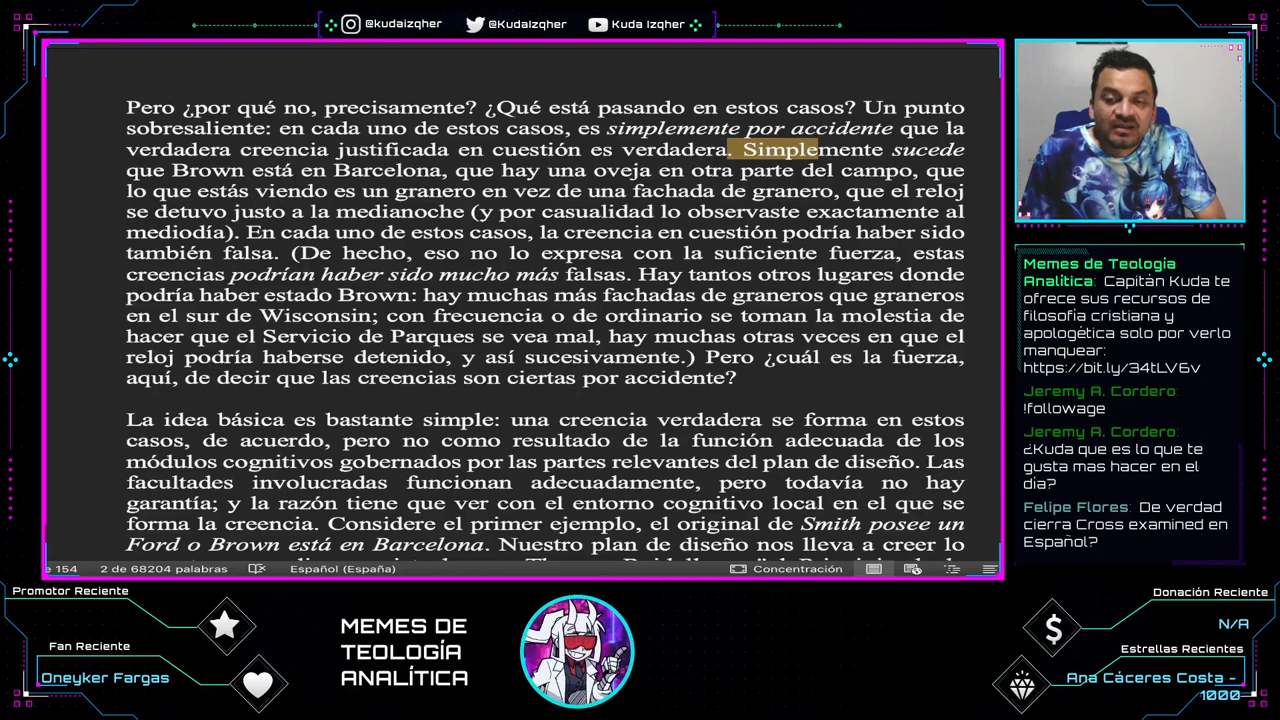 @kudaizqher
@Kudaizqher
Kuda Izqher
Pero ¿por qué no, precisamente? ¿Qué está pasando en estos casos? Un punto
sobresaliente: en cada uno de estos casos, es simplemente por accidente que la
verdadera creencia justificada en cuestión es verdadera. Simplemente sucede
que Brown está en Barcelona, que hay una oveja en otra parte del campo, que
lo que estás viendo es un granero en vez de una fachada de granero, que el reloj
se detuvo justo a la medianoche (y por casualidad lo observaste exactamente al
mediodía). En cada uno de estos casos, la creencia en cuestión podría haber sido
también falsa. (De hecho, eso no lo expresa con la suficiente fuerza, estas
creencias podrían haber sido mucho más falsas. Hay tantos otros lugares donde
podría haber estado Brown: hay muchas más fachadas de graneros que graneros
en el sur de Wisconsin; con frecuencia o de ordinario se toman la molestia de
hacer que el Servicio de Parques se vea mal, hay muchas otras veces en que el
reloj podría haberse detenido, y así sucesivamente.) Pero ¿cuál es la fuerza,
aquí, de decir que las creencias son ciertas por accidente?
La idea básica es bastante simple: una creencia verdadera se forma en estos
casos, de acuerdo, pero no como resultado de la función adecuada de los
módulos cognitivos gobernados por las partes relevantes del plan de diseño. Las
facultades involucradas funcionan adecuadamente, pero todavía no hay
garantía; y la razón tiene que ver con el entorno cognitivo local en el que se
forma la creencia. Considere el primer ejemplo, el original de Smith posee un
Ford o Brown está en Barcelona. Nuestro plan de diseño nos lleva a creer lo
e 154 2 de 68204 palabras Español (España) Concentración
Memes de Teología
Analítica: Capitán Kuda te
ofrece sus recursos de
filosofía cristiana y
apologética solo por verlo
manquear:
https://bit.ly/34tLV6v
Jeremy A. Cordero:
!followage
Jeremy A. Cordero:
¿Kuda que es lo que te
gusta mas hacer en el
dia?
Felipe Flores: De verdad
cierra Cross examined en
Español?
Promotor Reciente
Fan Reciente
Oneyker Fargas
MEMES DE
TEOLOGÍA
ANALÍTICA
Donación Reciente
N/A
Estrellas Recientes
Ana Cáceres Costa -
1000